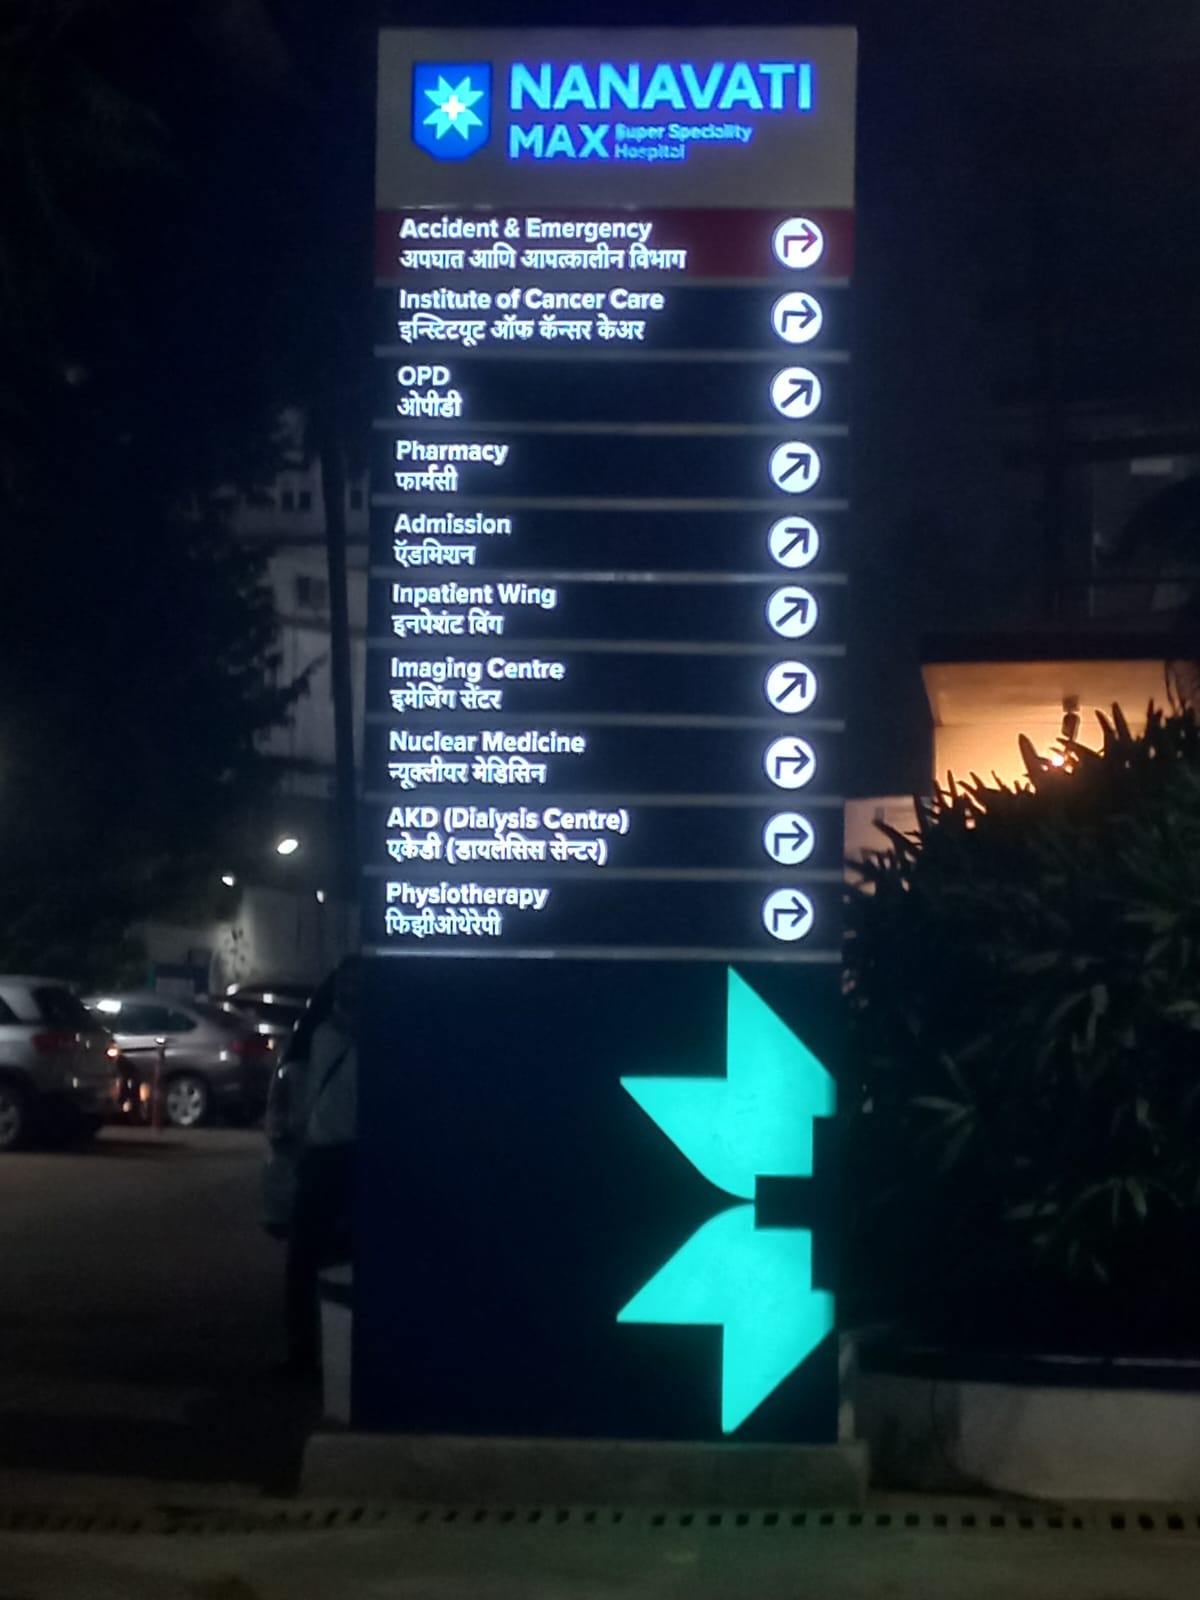 NANAVATI
MAX Super Speciality
Hospital
Accident & Emergency
अपघात आणि आपत्कालीन विभाग
Institute of Cancer Care
इन्स्टिटयूट ऑफ कॅन्सर केअर
OPD
ओपीडी
Pharmacy
फार्मसी
Admission
ऍडमिशन
Inpatient Wing
इनपेशंट विंग
Imaging Centre
इमेजिंग सेंटर
Nuclear Medicine
न्यूक्लीयर मेडिसिन
AKD (Dialysis Centre)
एकेडी (डायलेसिस सेन्टर)
Physiotherapy
फिझीओथेरेपी